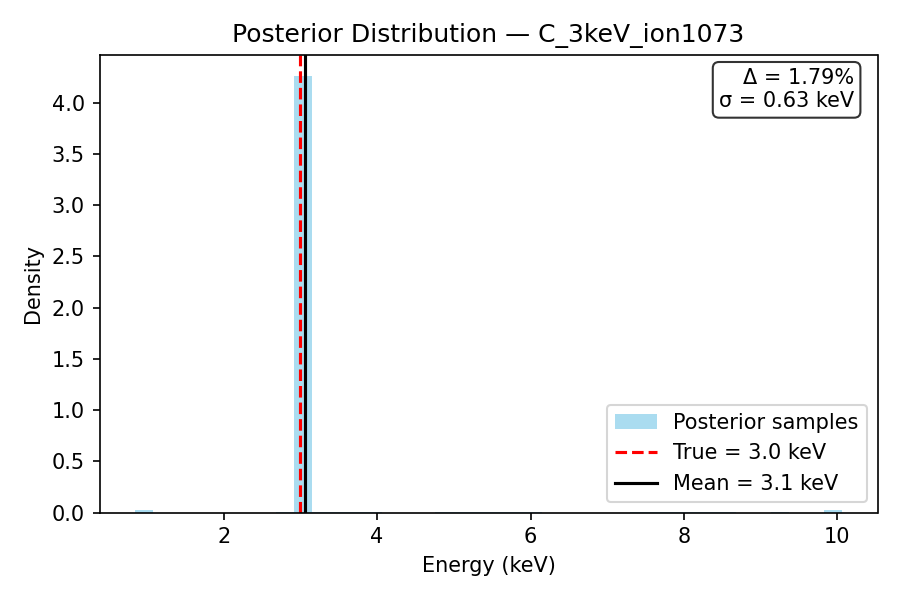 Posterior Distribution — C_3keV_ion1073
Δ = 1.79%
σ = 0.63 keV
4.0
3.5
3.0
2.5
2.0
1.5
1.0
0.5
0.0
Density
Posterior samples
True = 3.0 keV
Mean = 3.1 keV
2
4
6
8
10
Energy (keV)